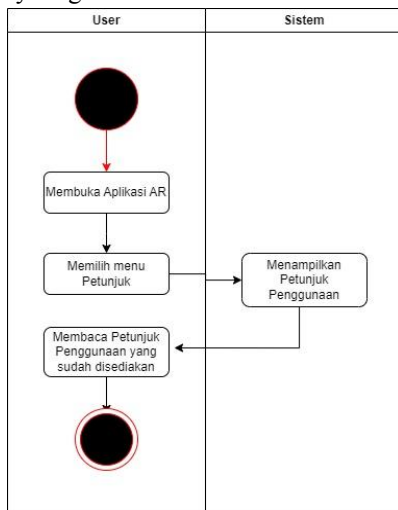 User
Sistem
Membuka Aplikasi AR
Memilih menu
Petunjuk
Menampilkan
Petunjuk
Penggunaan
Membaca Petunjuk
Penggunaan yang
sudah disediakan